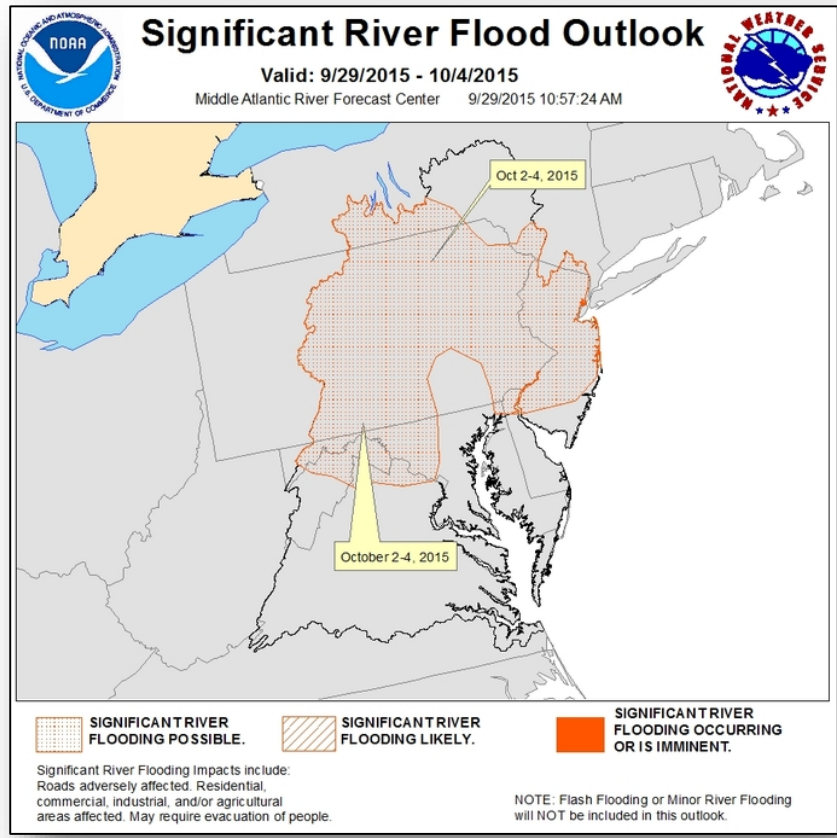 NATIONAL OCEANIC AND ATMOSPHERIC ADMINISTRATION
NOAA
U.S. DEPARTMENT OF COMMERCE
Significant River Flood Outlook
Valid: 9/29/2015 - 10/4/2015
Middle Atlantic River Forecast Center 9/29/2015 10:57:24 AM
NATIONAL WEATHER SERVICE
Oct 2-4, 2015
October 2-4, 2015
SIGNIFICANT RIVER
FLOODING POSSIBLE.
SIGNIFICANT RIVER
FLOODING LIKELY.
SIGNIFICANT RIVER
FLOODING OCCURRING
OR IS IMMINENT.
Significant River Flooding Impacts include:
Roads adversely affected. Residential,
commercial, industrial, and/or agricultural
areas affected. May require evacuation of people.
NOTE: Flash Flooding or Minor River Flooding
will NOT be included in this outlook.